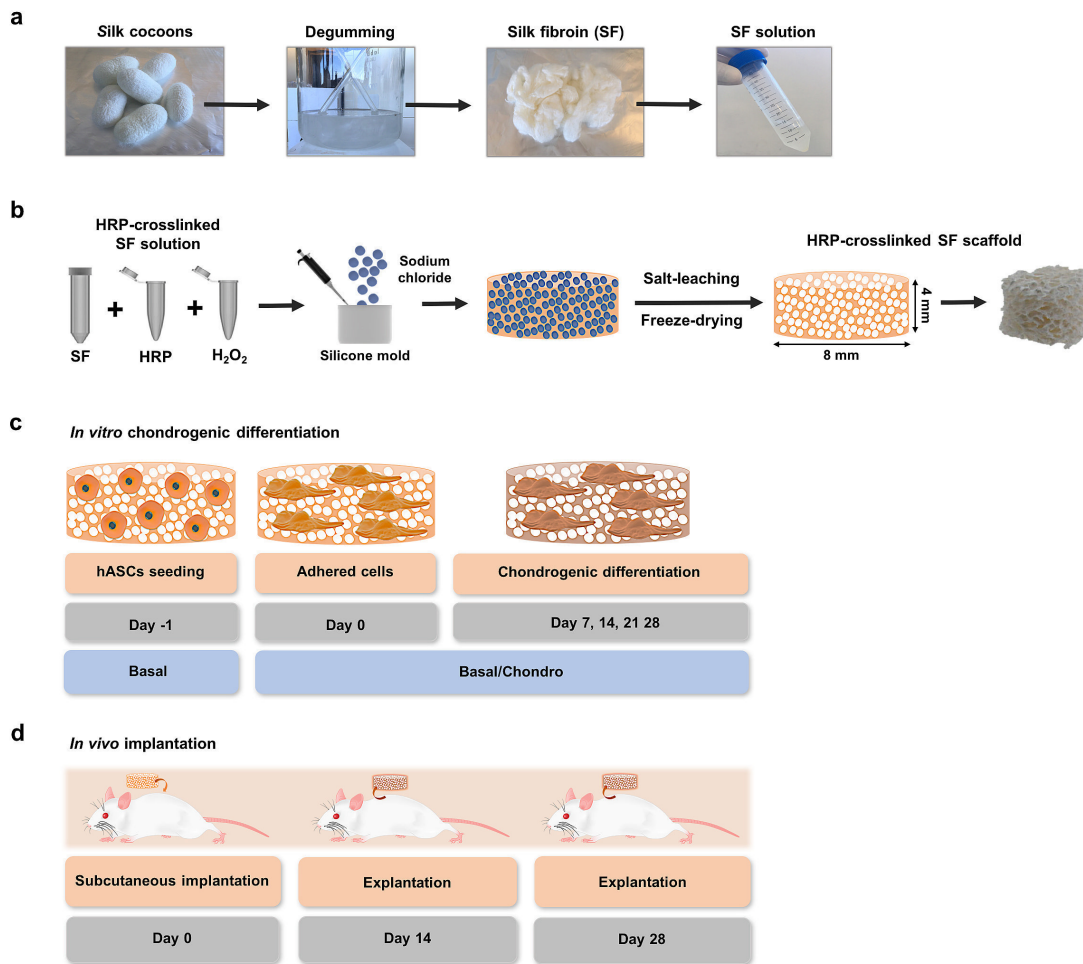 a
Silk cocoons
Degumming
Silk fibroin (SF)
SF solution
b
HRP-crosslinked
SF solution
SF
+
HRP
+
H₂O₂
Sodium
chloride
Silicone mold
Salt-leaching
Freeze-drying
HRP-crosslinked SF scaffold
4 mm
8 mm
c
In vitro chondrogenic differentiation
hASCs seeding
Adhered cells
Chondrogenic differentiation
Day -1
Day 0
Day 7, 14, 21 28
Basal
Basal/Chondro
d
In vivo implantation
Subcutaneous implantation
Explantation
Explantation
Day 0
Day 14
Day 28